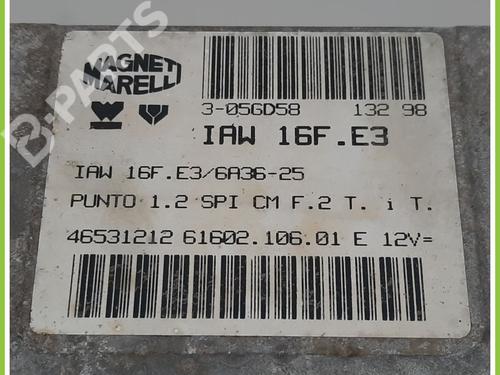 MAGNETI
MARELLI
3-05GD58 132 98
IAW 16F.E3
IAW 16F.E3/6A36-25
PUNTO 1.2 SPI CM F.2 T. i T.
46531212 61602.106.01 E 12V=
B-PARTS